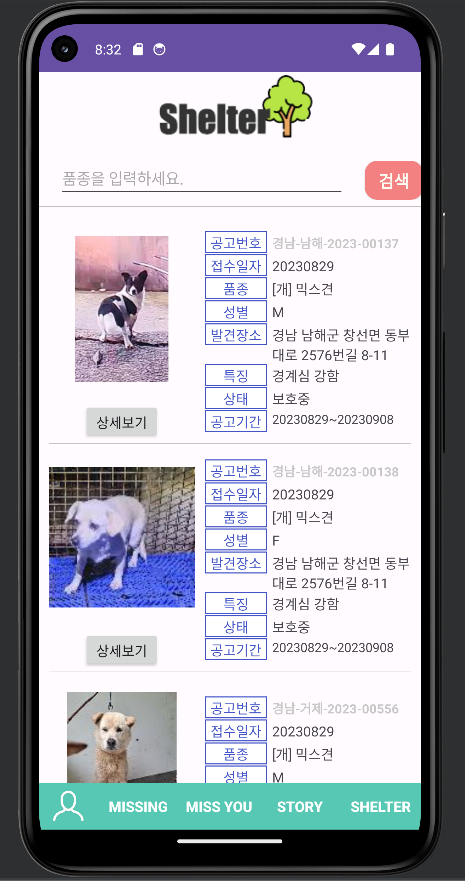 8:32
Shelter
품종을 입력하세요.
검색
공고번호 경남-남해-2023-00137
접수일자 20230829
품종 [개] 믹스견
성별 M
발견장소 경남 남해군 창선면 동부
대로 2576번길 8-11
특징 경계심 강함
상태 보호중
공고기간 20230829~20230908
상세보기
공고번호 경남-남해-2023-00138
접수일자 20230829
품종 [개] 믹스견
성별 F
발견장소 경남 남해군 창선면 동부
대로 2576번길 8-11
특징 경계심 강함
상태 보호중
공고기간 20230829~20230908
상세보기
공고번호 경남-거제-2023-00556
접수일자 20230829
품종 [개] 믹스견
성별 M
MISSING MISS YOU STORY SHELTER